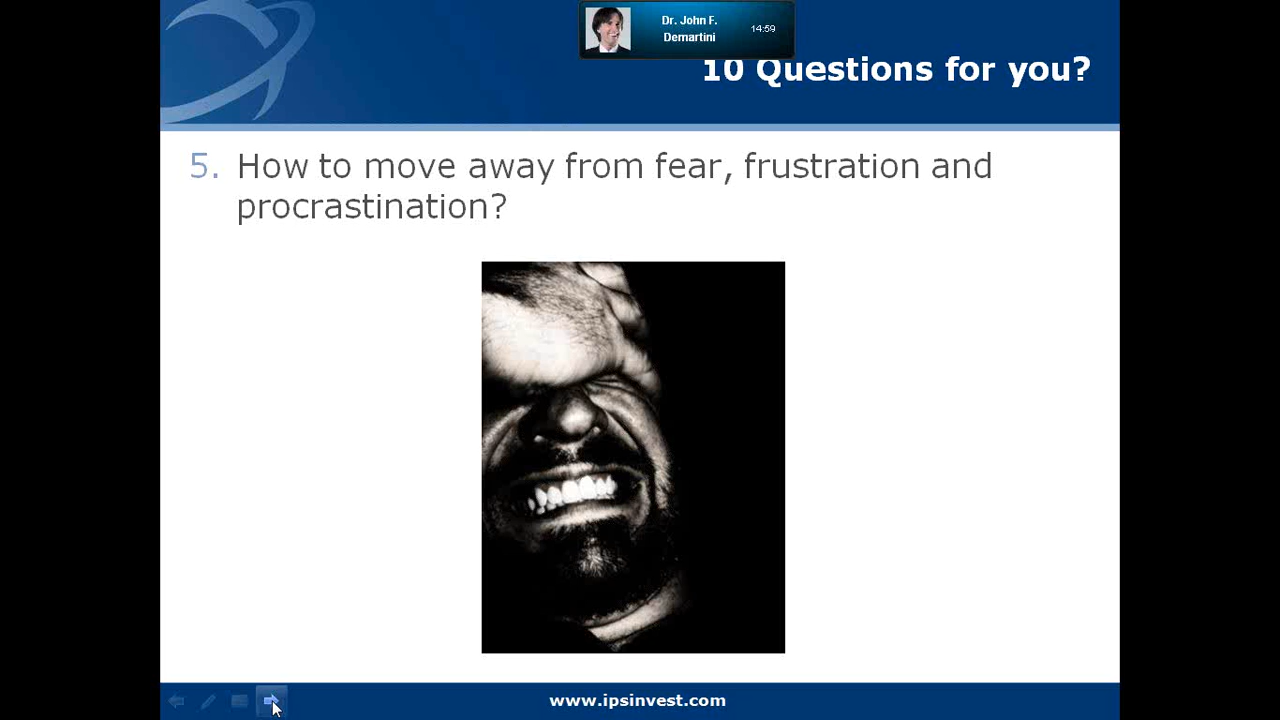 Dr. John F.
Demartini
14:59
10 Questions for you?
5. How to move away from fear, frustration and
procrastination?
www.ipsinvest.com